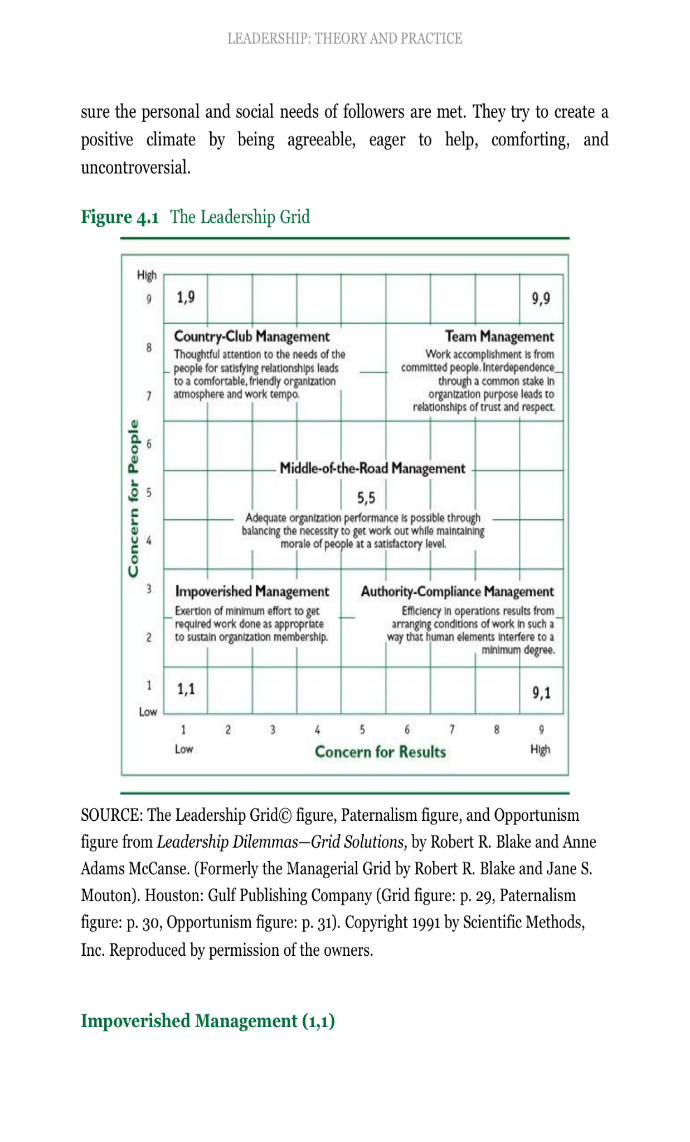 LEADERSHIP: THEORY AND PRACTICE
sure the personal and social needs of followers are met. They try to create a
positive climate by being agreeable, eager to help, comforting, and
uncontroversial.
Figure 4.1 The Leadership Grid
High
9
1,9
9,9
8
Country-Club Management
Thoughtful attention to the needs of the
people for satisfying relationships leads
to a comfortable, friendly organization
atmosphere and work tempo.
Team Management
Work accomplishment is from
committed people. Interdependence
through a common stake in
organization purpose leads to
relationships of trust and respect.
7
6
Concern for People
Middle-of-the-Road Management
5
5,5
Adequate organization performance is possible through
balancing the necessity to get work out while maintaining
morale of people at a satisfactory level.
4
3
Impoverished Management
Exertion of minimum effort to get
required work done as appropriate
to sustain organization membership.
Authority-Compliance Management
Efficiency in operations results from
arranging conditions of work in such a
way that human elements interfere to a
minimum degree.
2
1
1,1
9,1
Low
1 2 3 4 5 6 7 8 9
Low
Concern for Results
High
SOURCE: The Leadership Grid© figure, Paternalism figure, and Opportunism
figure from Leadership Dilemmas—Grid Solutions, by Robert R. Blake and Anne
Adams McCanse. (Formerly the Managerial Grid by Robert R. Blake and Jane S.
Mouton). Houston: Gulf Publishing Company (Grid figure: p. 29, Paternalism
figure: p. 30, Opportunism figure: p. 31). Copyright 1991 by Scientific Methods,
Inc. Reproduced by permission of the owners.
Impoverished Management (1,1)